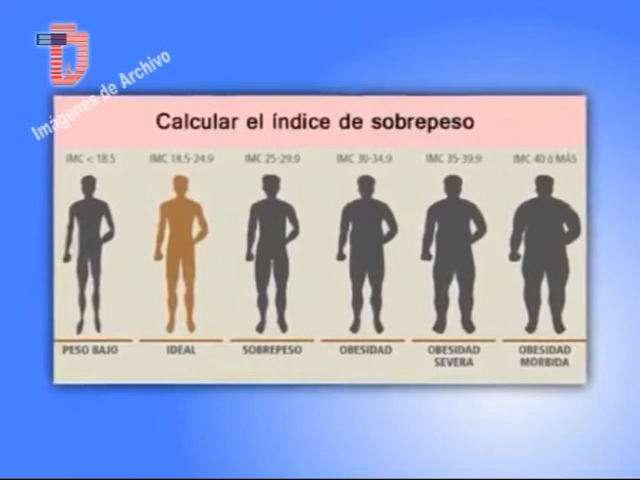 Imágenes de Archivo
Calcular el índice de sobrepeso
IMC < 18.5 IMC 18.5-24.9 IMC 25-29.9 IMC 30-34.9 IMC 35-39.9 IMC 40 ó MÁS
PESO BAJO IDEAL SOBREPESO OBESIDAD OBESIDAD SEVERA OBESIDAD MÓRBIDA